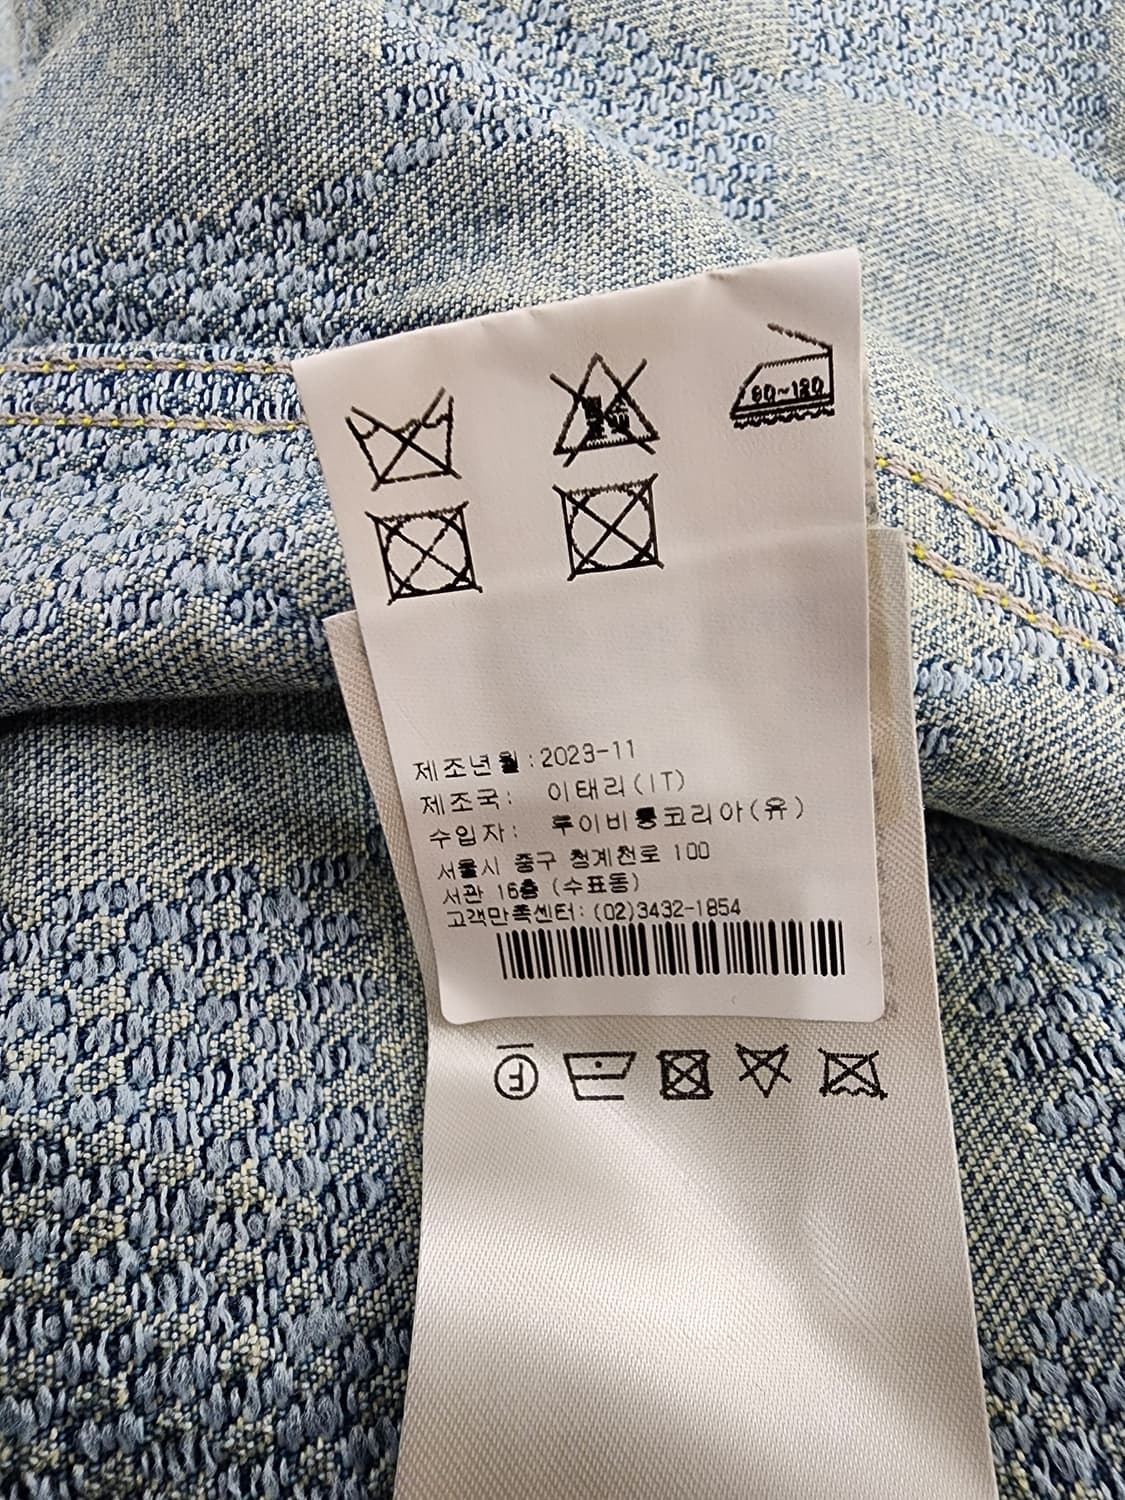 80~120
제조년월:2023-11
제조국: 이태리(IT)
수입자: 루이비통코리아(유)
서울시 중구 청계천로 100
서관 16층 (수표동)
고객만족센터:(02)3432-1854
F